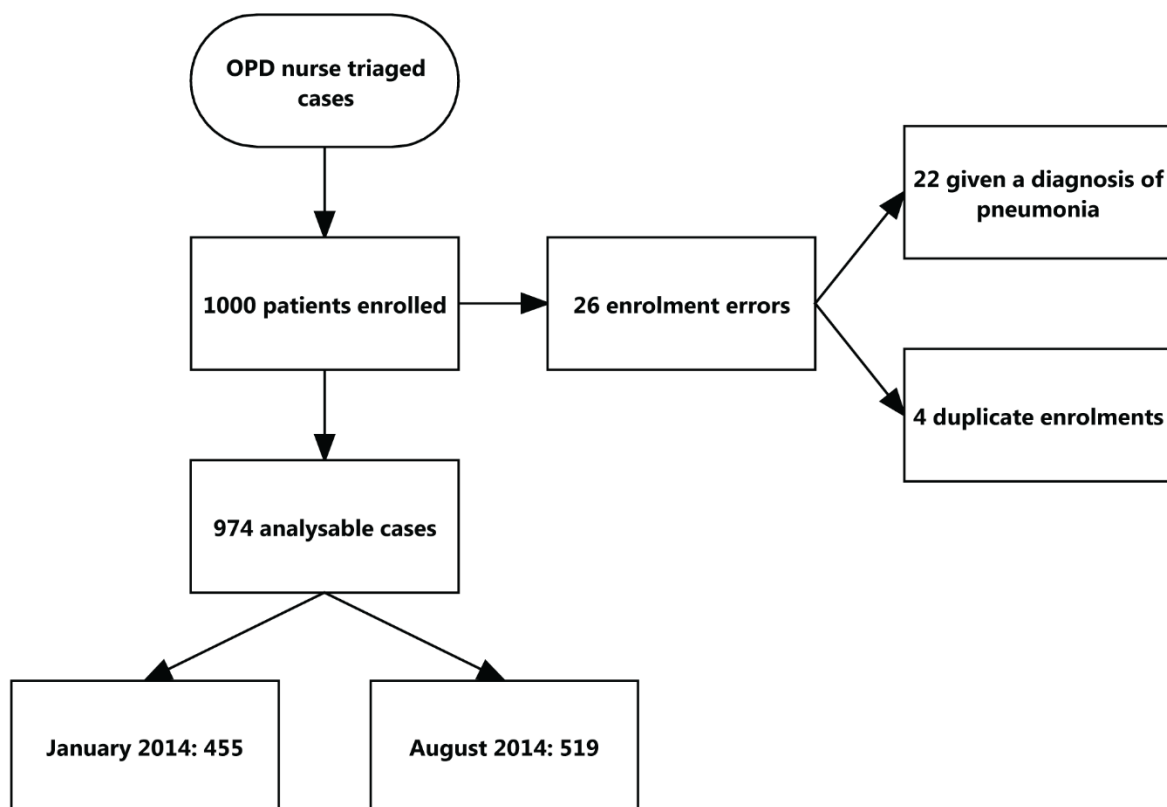 OPD nurse triaged
cases
22 given a diagnosis of
pneumonia
1000 patients enrolled
26 enrolment errors
4 duplicate enrolments
974 analysable cases
January 2014: 455
August 2014: 519